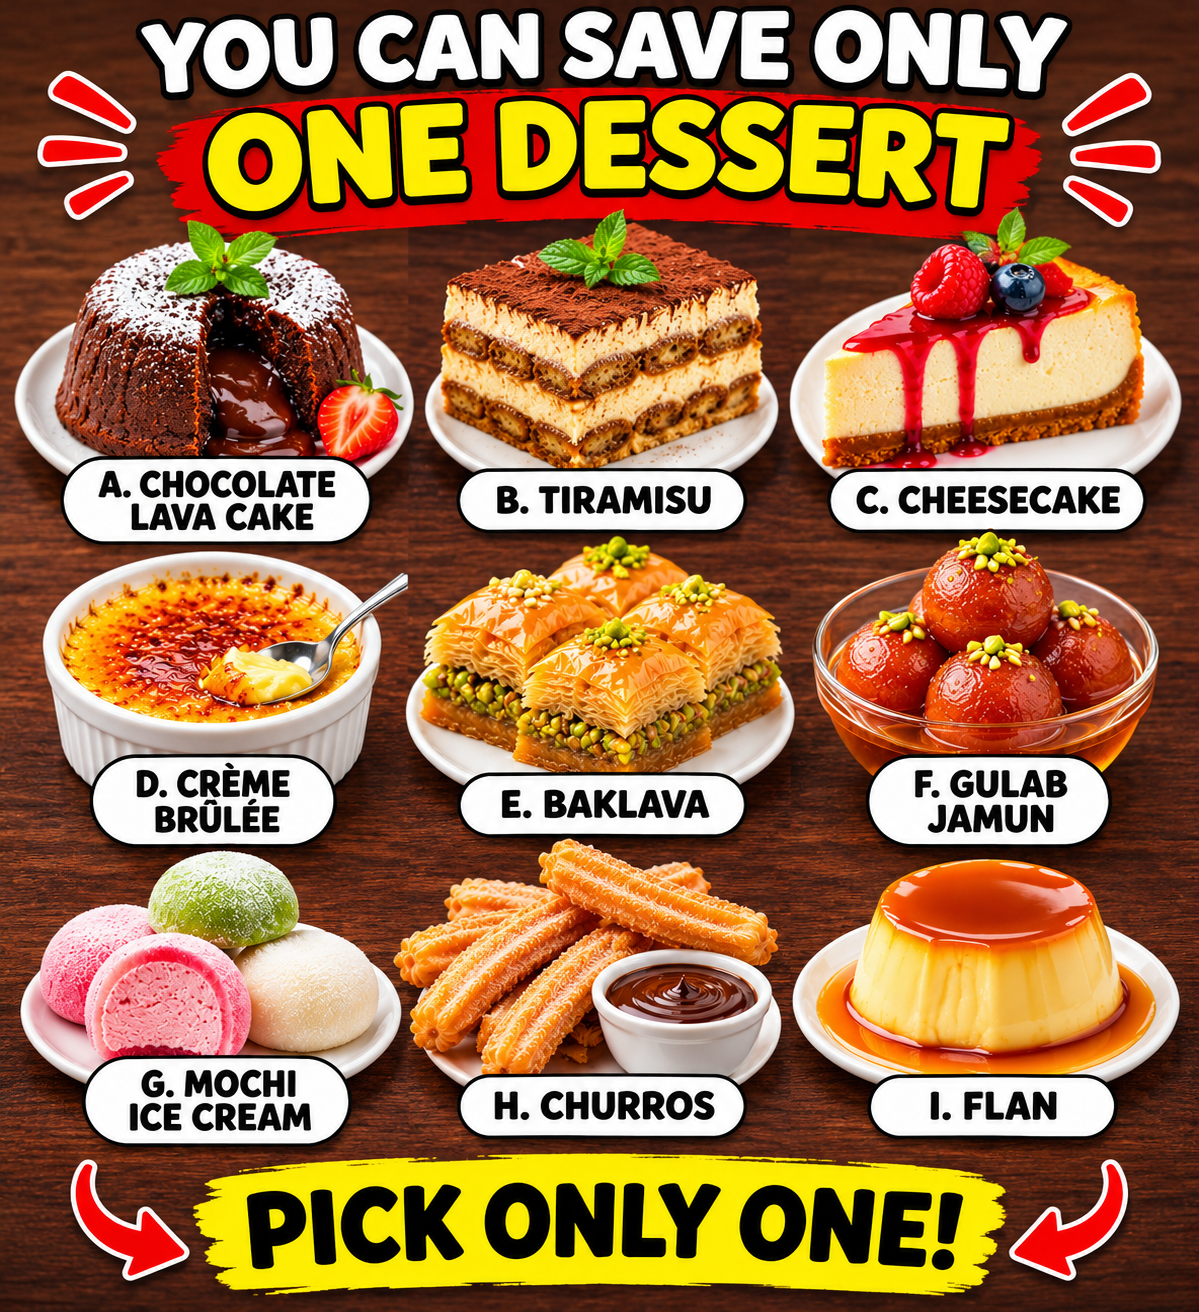 YOU CAN SAVE ONLY
ONE DESSERT
A. CHOCOLATE
LAVA CAKE
B. TIRAMISU
C. CHEESECAKE
D. CRÈME
BRÛLÉE
E. BAKLAVA
F. GULAB
JAMUN
G. MOCHI
ICE CREAM
H. CHURROS
I. FLAN
PICK ONLY ONE!